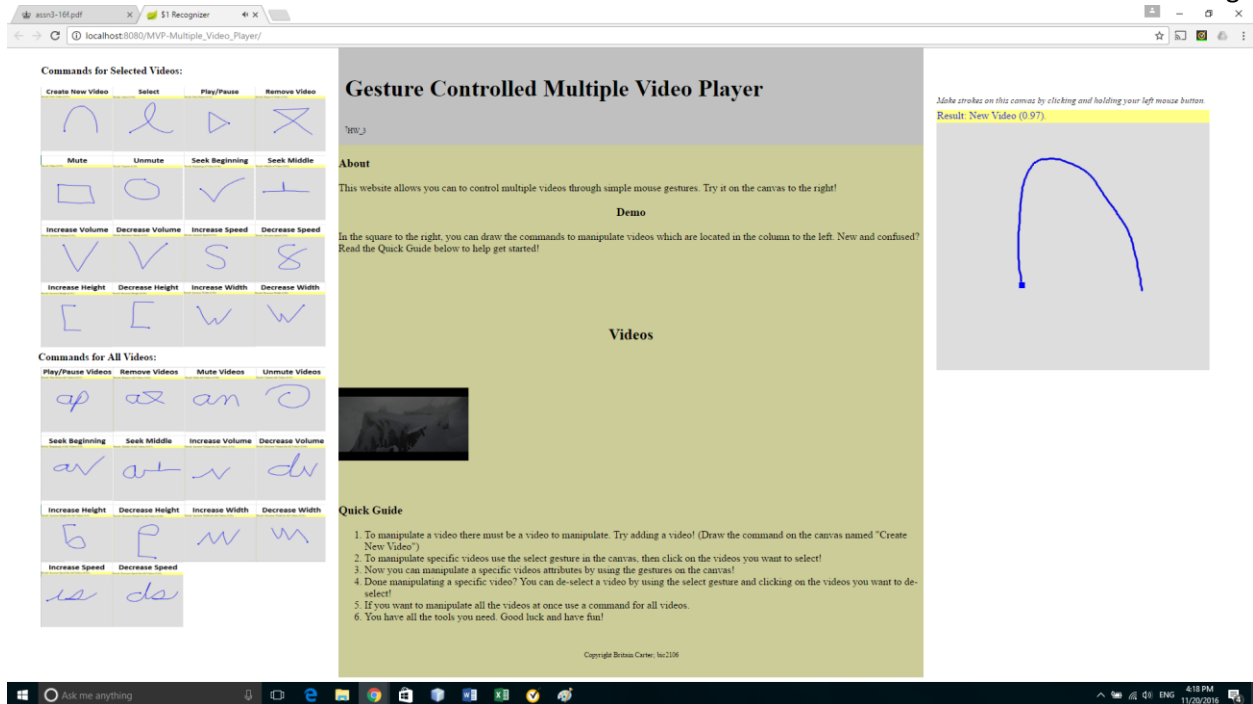 assn3-16f.pdf
$1 Recognizer
localhost:8080/MVP-Multiple_Video_Player/
Commands for Selected Videos:
Create New Video Select Play/Pause Remove Video
Mute Unmute Seek Beginning Seek Middle
Increase Volume Decrease Volume Increase Speed Decrease Speed
Increase Height Decrease Height Increase Width Decrease Width
Commands for All Videos:
Play/Pause Videos Remove Videos Mute Videos Unmute Videos
Seek Beginning Seek Middle Increase Volume Decrease Volume
Increase Height Decrease Height Increase Width Decrease Width
Increase Speed Decrease Speed
Gesture Controlled Multiple Video Player
About
This website allows you can to control multiple videos through simple mouse gestures. Try it on the canvas to the right!
Demo
In the square to the right, you can draw the commands to manipulate videos which are located in the column to the left. New and confused?
Read the Quick Guide below to help get started!
Videos
Quick Guide
1. To manipulate a video there must be a video to manipulate. Try adding a video! (Draw the command on the canvas named "Create
New Video")
2. To manipulate specific videos use the select gesture in the canvas, then click on the videos you want to select!
3. Now you can manipulate a specific videos attributes by using the gestures on the canvas!
4. Done manipulating a specific video? You can de-select a video by using the select gesture and clicking on the videos you want to de-
select!
5. If you want to manipulate all the videos at once use a command for all videos.
6. You have all the tools you need. Good luck and have fun!
Copyright Britain Carter; bic2106
Make strokes on this canvas by clicking and holding your left mouse button.
Result: New Video (0.97).
Ask me anything
ENG
4:18 PM
11/20/2016